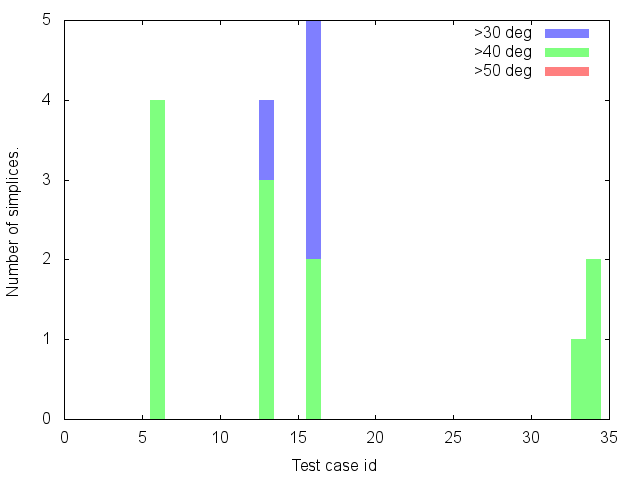 5
4
3
2
1
0
Number of simplices.
>30 deg
>40 deg
>50 deg
0 5 10 15 20 25 30 35
Test case id